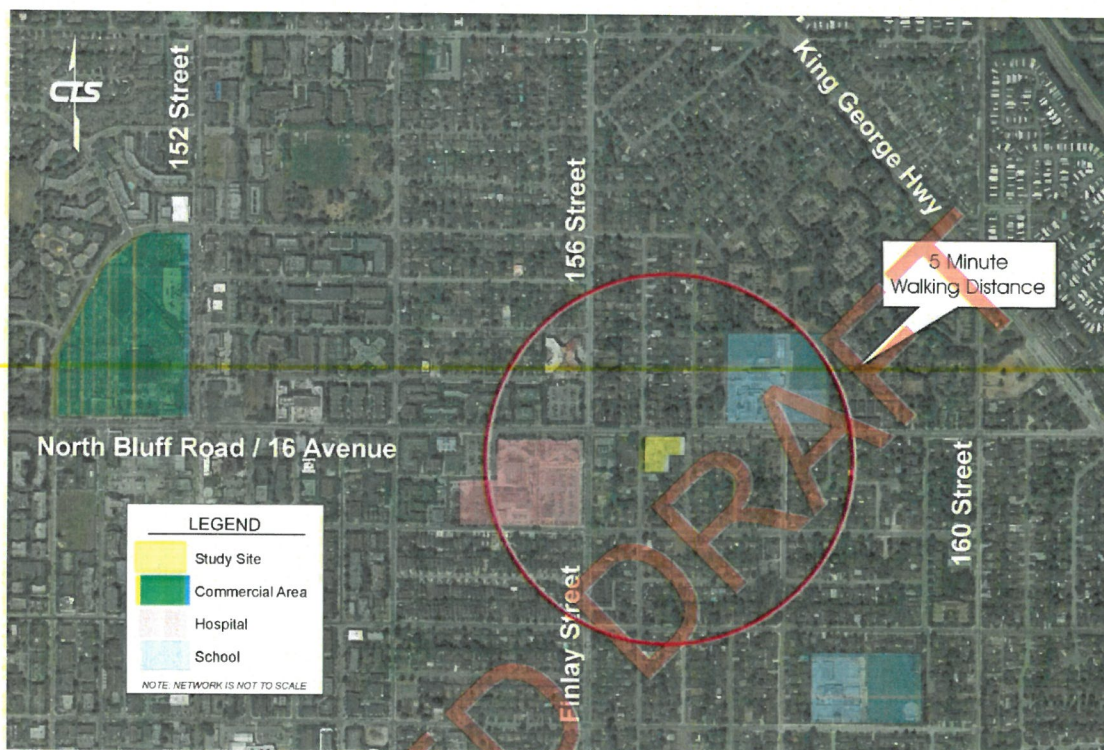 CTS
152 Street
King George Hwy
156 Street
5 Minute
Walking Distance
North Bluff Road / 16 Avenue
160 Street
Finlay Street
LEGEND
Study Site
Commercial Area
Hospital
School
NOTE: NETWORK IS NOT TO SCALE
D DRAFT